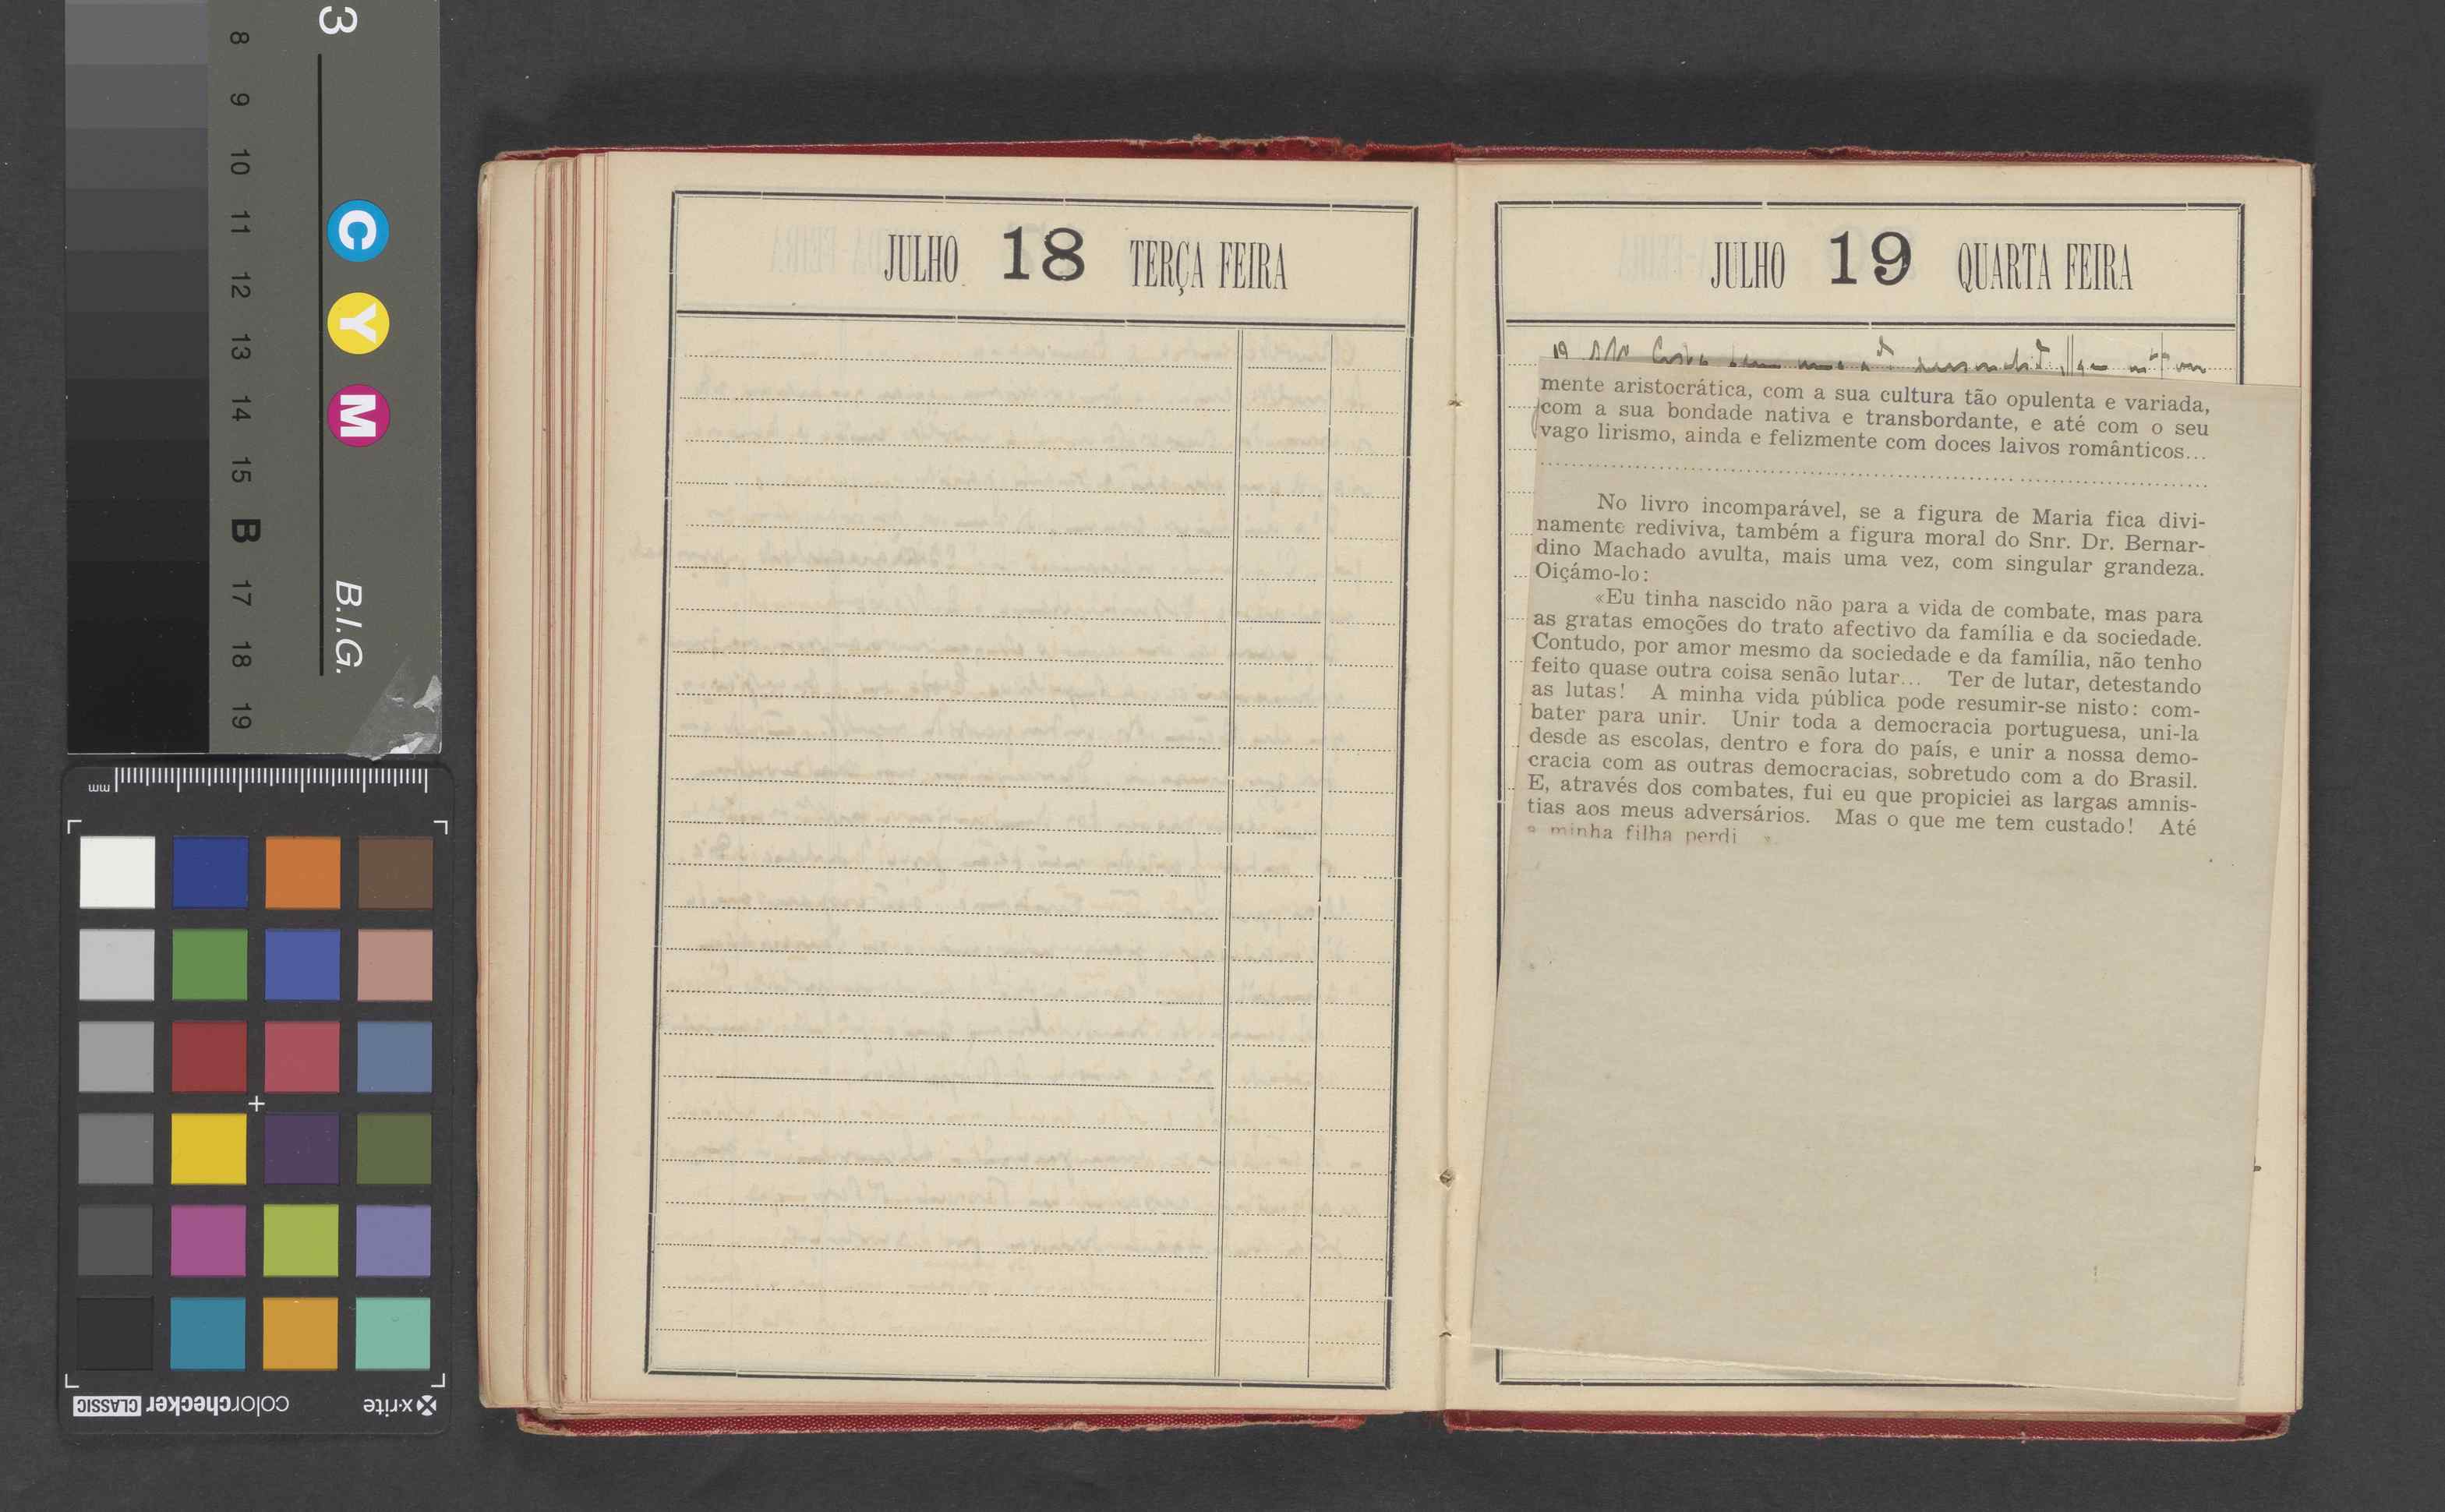 3
8
9
10
11
12
13
14
15
B
17
18
19
C
Y
M
B.I.G.
mm
x-rite
colorchecker CLASSIC
JULHO 18 TERÇA FEIRA
JULHO 19 QUARTA FEIRA
19
mente aristocrática, com a sua cultura tão opulenta e variada,
com a sua bondade nativa e transbordante, e até com o seu
vago lirismo, ainda e felizmente com doces laivos românticos...
No livro incomparável, se a figura de Maria fica divi-
namente rediviva, também a figura moral do Snr. Dr. Bernar-
dino Machado avulta, mais uma vez, com singular grandeza.
Oiçámo-lo:
«Eu tinha nascido não para a vida de combate, mas para
as gratas emoções do trato afectivo da família e da sociedade.
Contudo, por amor mesmo da sociedade e da família, não tenho
feito quase outra coisa senão lutar... Ter de lutar, detestando
as lutas! A minha vida pública pode resumir-se nisto: com-
bater para unir. Unir toda a democracia portuguesa, uni-la
desde as escolas, dentro e fora do país, e unir a nossa demo-
cracia com as outras democracias, sobretudo com a do Brasil.
E, através dos combates, fui eu que propiciei as largas amnis-
tias aos meus adversários. Mas o que me tem custado! Até
a minha filha perdi